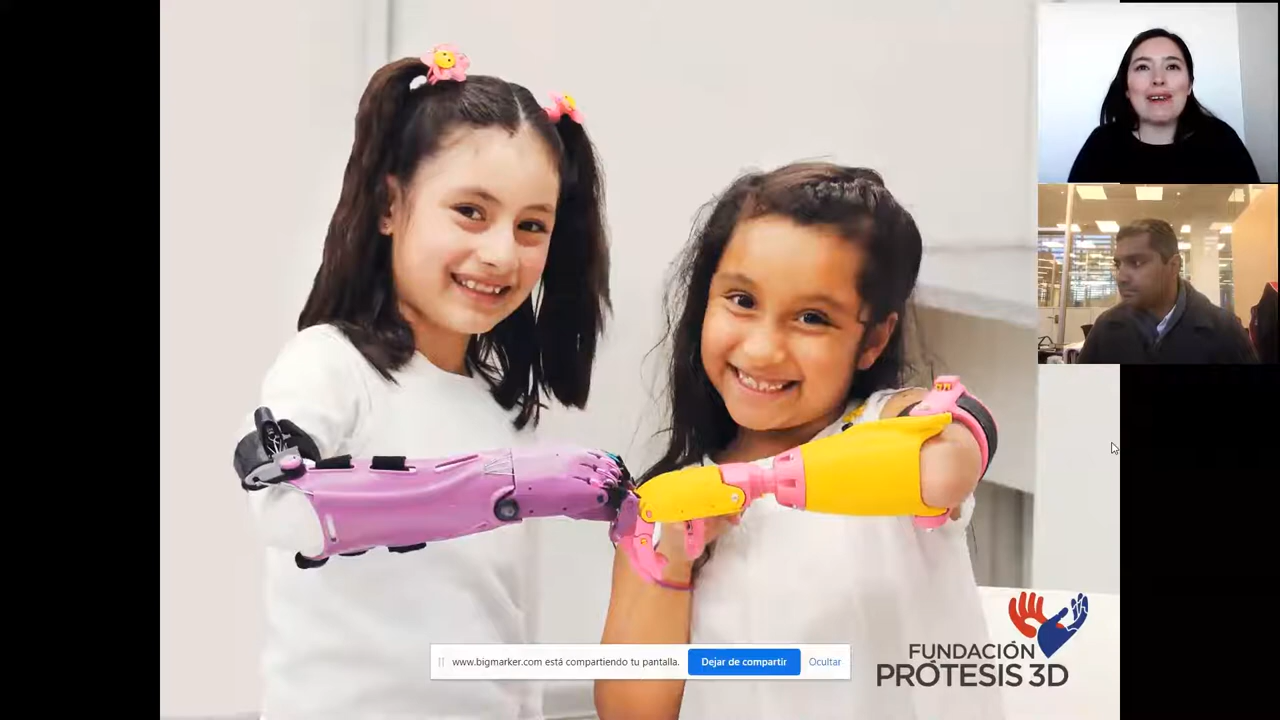 www.bigmarker.com está compartiendo tu pantalla. Dejar de compartir Ocultar
FUNDACIÓN
PRÓTESIS 3D